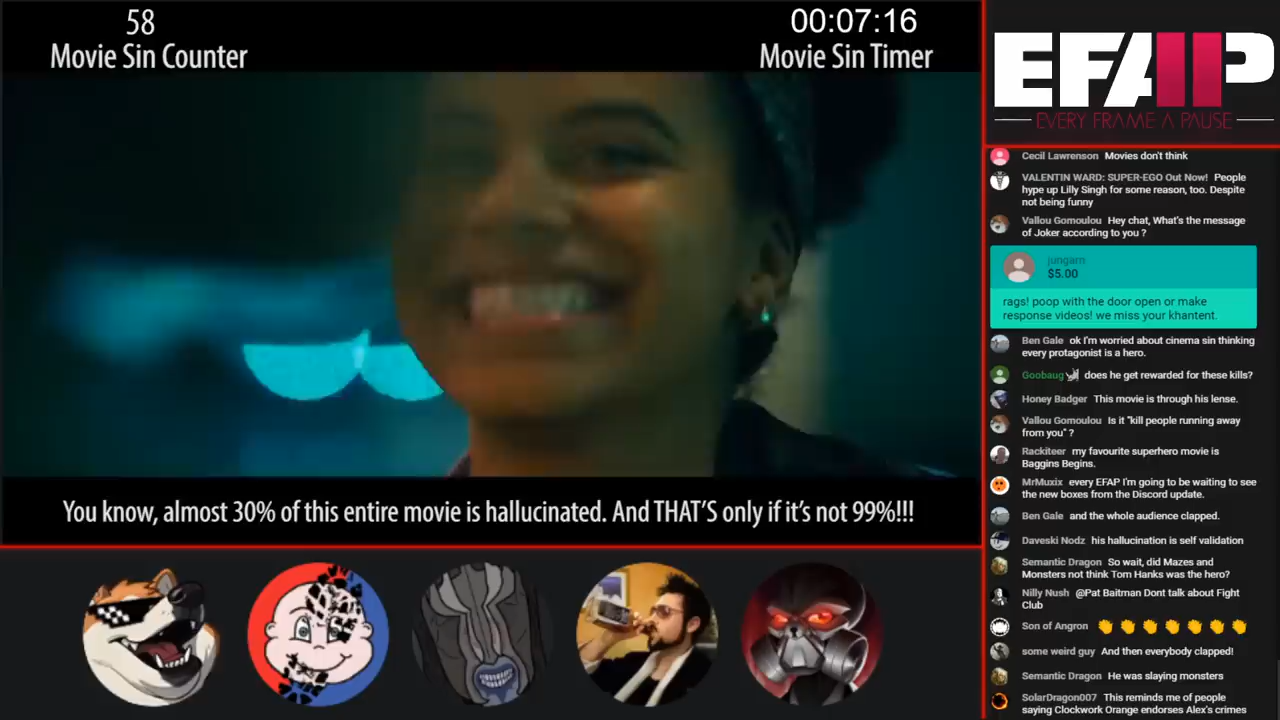 58
Movie Sin Counter
00:07:16
Movie Sin Timer
You know, almost 30% of this entire movie is hallucinated. And THAT'S only if it's not 99%!!!
EFAP
EVERY FRAME A PAUSE
Cecil Lawrenson Movies don't think
VALENTIN WARD: SUPER-EGO Out Now! People
hype up Lilly Singh for some reason, too. Despite
not being funny
Vallou Gomoulou Hey chat, What's the message
of Joker according to you ?
jungarn
$5.00
rags! poop with the door open or make
response videos! we miss your khantent.
Ben Gale ok I'm worried about cinema sin thinking
every protagonist is a hero.
Goobaug does he get rewarded for these kills?
Honey Badger This movie is through his lense.
Vallou Gomoulou Is it "kill people running away
from you" ?
Rackiteer my favourite superhero movie is
Baggins Begins.
MrMuxix every EFAP I'm going to be waiting to see
the new boxes from the Discord update.
Ben Gale and the whole audience clapped.
Daveski Nodz his hallucination is self validation
Semantic Dragon So wait, did Mazes and
Monsters not think Tom Hanks was the hero?
Nilly Nush @Pat Baitman Dont talk about Fight
Club
Son of Angron 👏 👏 👏 👏 👏 👏 👏
some weird guy And then everybody clapped!
Semantic Dragon He was slaying monsters
SolarDragon007 This reminds me of people
saying Clockwork Orange endorses Alex's crimes